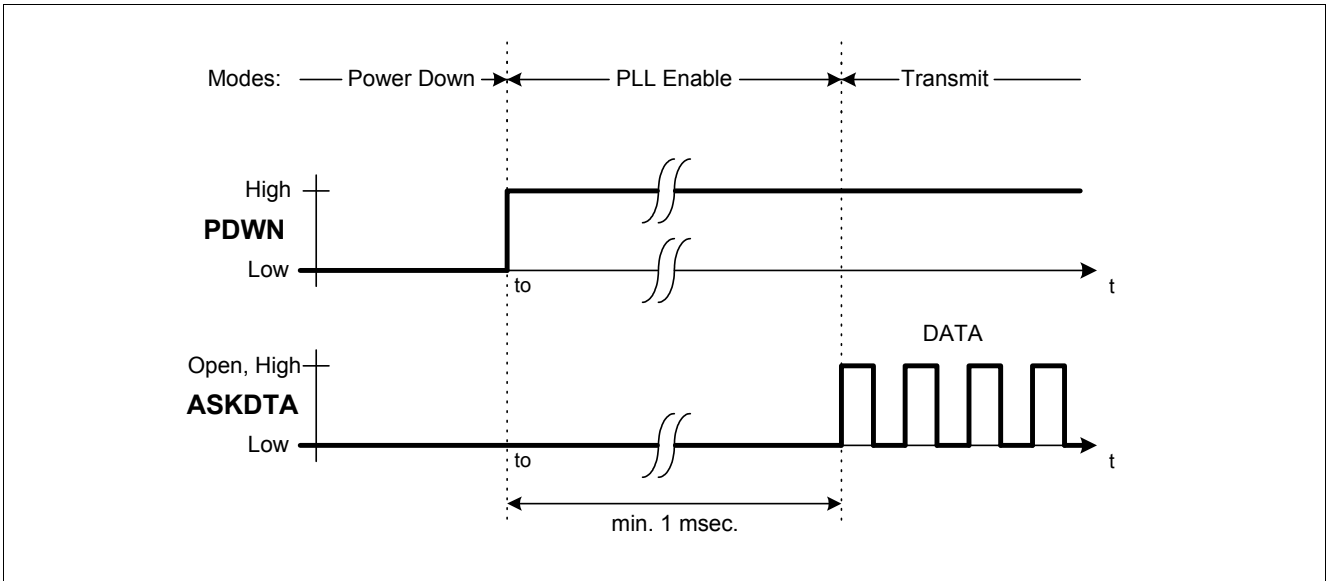 Modes: Power Down PLL Enable Transmit
High
PDWN
Low
to
t
DATA
Open, High
ASKDTA
Low
to
t
min. 1 msec.